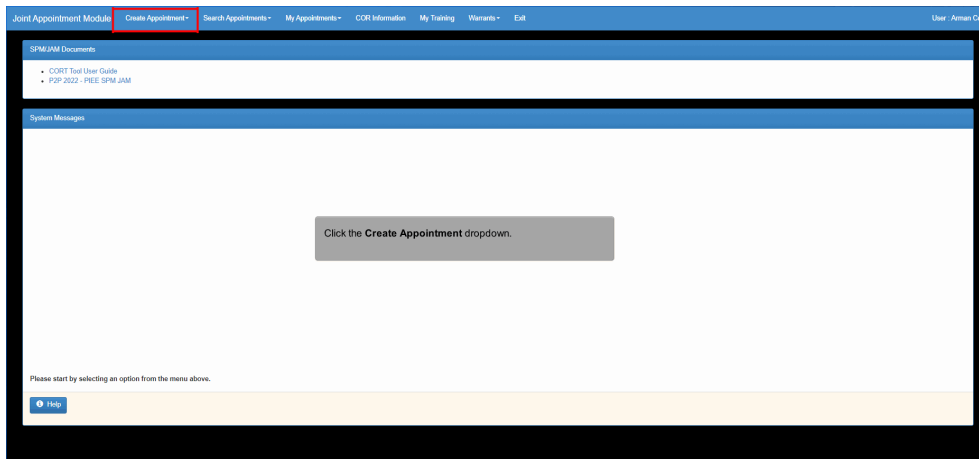 Joint Appointment Module Create Appointment Search Appointments My Appointments COR Information My Training Warrants Exit User : Arman
SPM/JAM Documents
CORT Tool User Guide
P2P 2022 - PIEE SPM JAM
System Messages
Click the Create Appointment dropdown.
Please start by selecting an option from the menu above.
Help